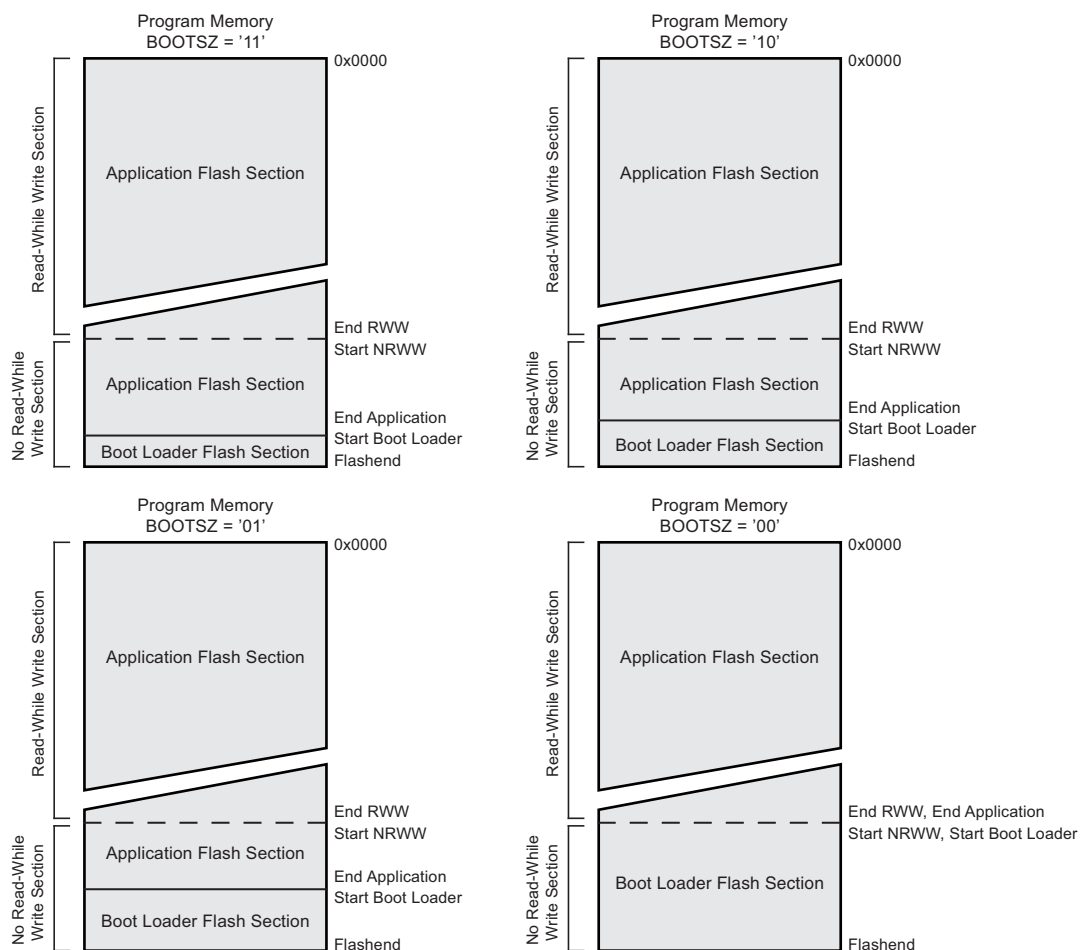 Program Memory
BOOTSZ = '11'
0x0000
Read-While Write Section
Application Flash Section
End RWW
Start NRWW
No Read-While
Write Section
Application Flash Section
End Application
Start Boot Loader
Boot Loader Flash Section
Flashend
Program Memory
BOOTSZ = '10'
0x0000
Read-While Write Section
Application Flash Section
End RWW
Start NRWW
No Read-While
Write Section
Application Flash Section
End Application
Start Boot Loader
Boot Loader Flash Section
Flashend
Program Memory
BOOTSZ = '01'
0x0000
Read-While Write Section
Application Flash Section
End RWW
Start NRWW
No Read-While
Write Section
Application Flash Section
End Application
Start Boot Loader
Boot Loader Flash Section
Flashend
Program Memory
BOOTSZ = '00'
0x0000
Read-While Write Section
Application Flash Section
End RWW, End Application
Start NRWW, Start Boot Loader
No Read-While
Write Section
Boot Loader Flash Section
Flashend